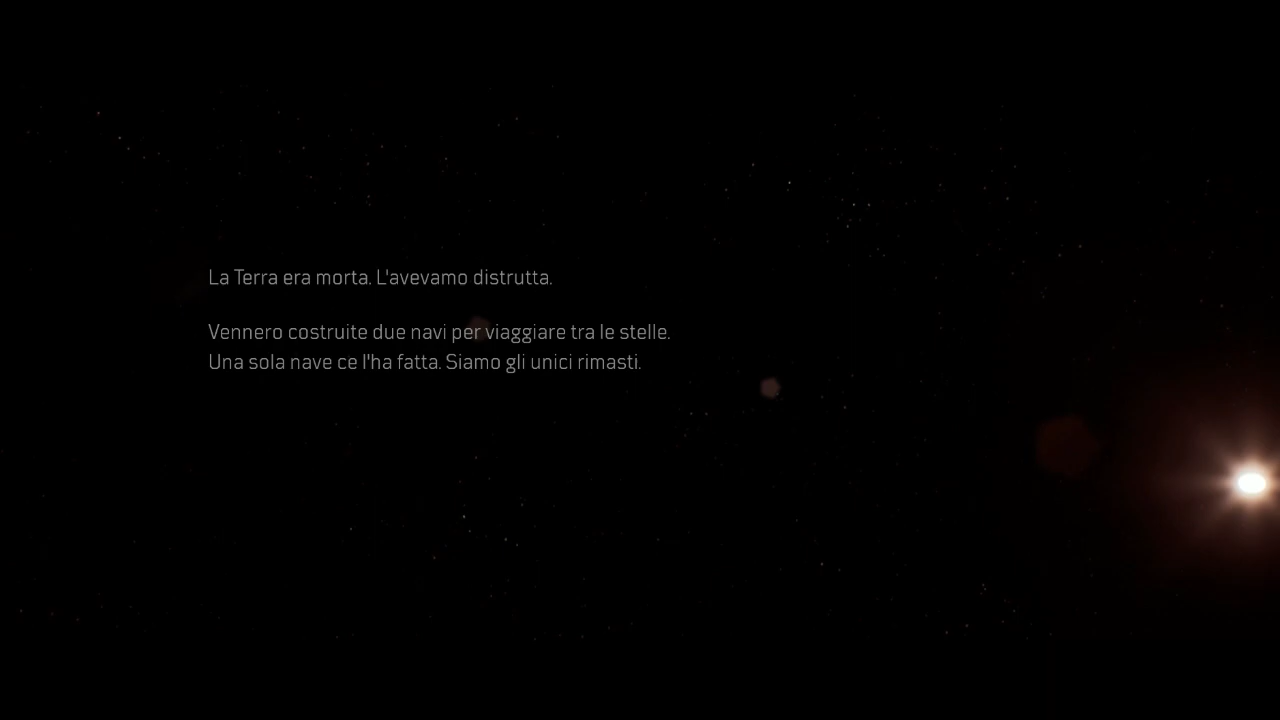 La Terra era morta. L'avevamo distrutta.
Vennero costruite due navi per viaggiare tra le stelle.
Una sola nave ce l'ha fatta. Siamo gli unici rimasti.